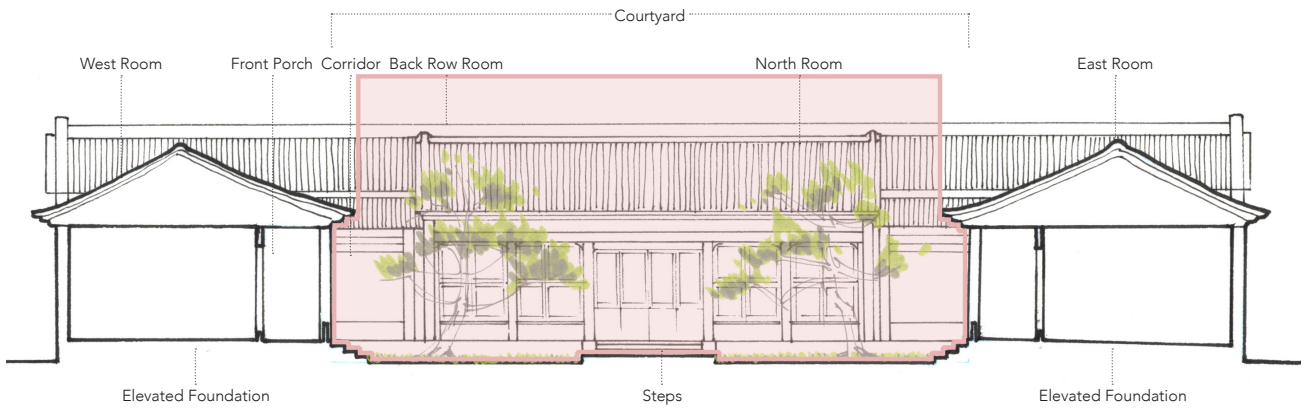 Courtyard
West Room Front Porch Corridor Back Row Room North Room East Room
Elevated Foundation Steps Elevated Foundation